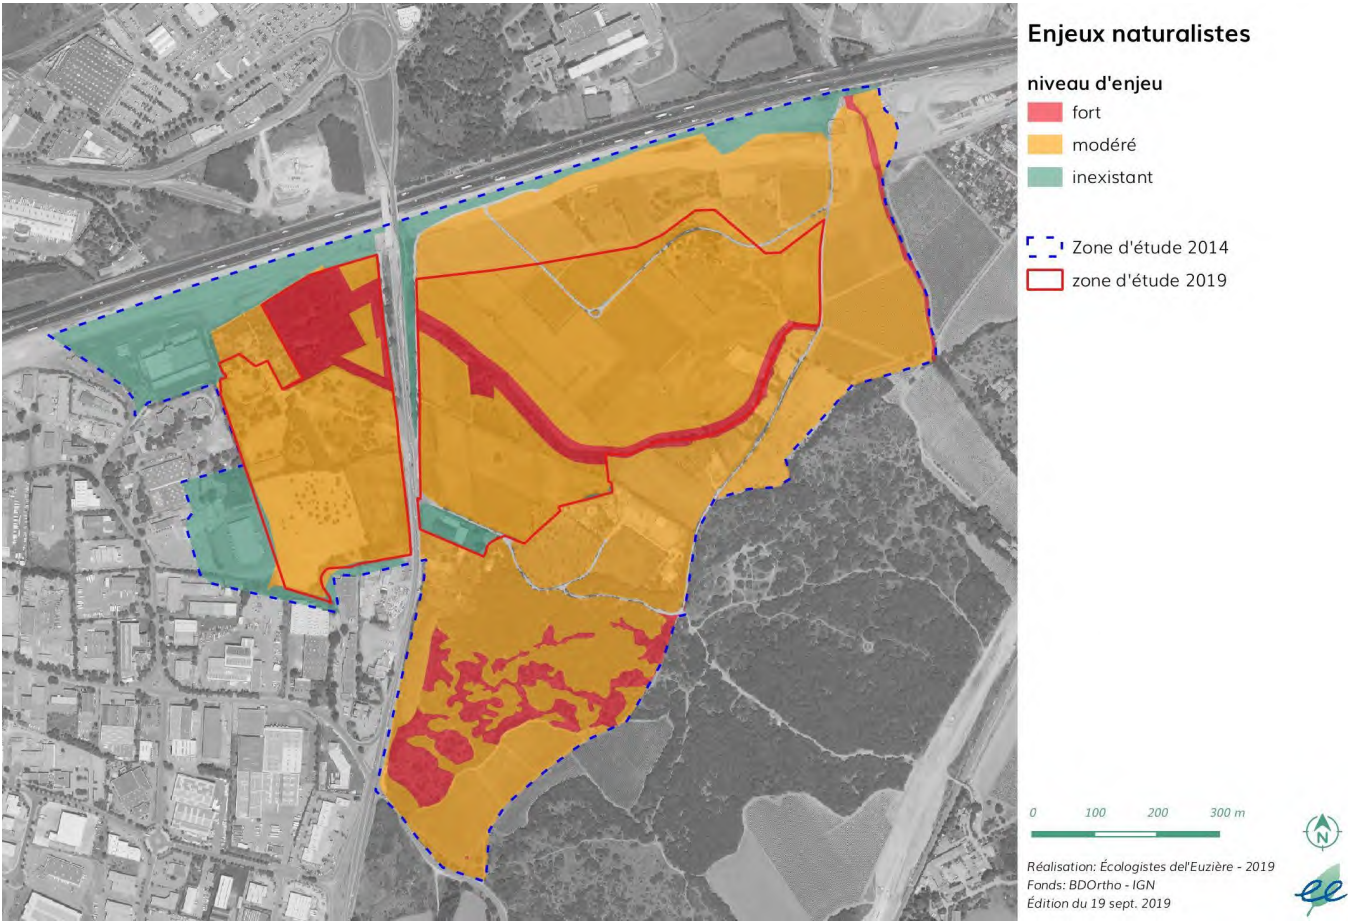 Enjeux naturalistes
niveau d'enjeu
fort
modéré
inexistant
Zone d'étude 2014
zone d'étude 2019
0 100 200 300 m
N
Réalisation: Écologistes del'Euzière - 2019
Fonds: BDOrtho - IGN
Édition du 19 sept. 2019
ee